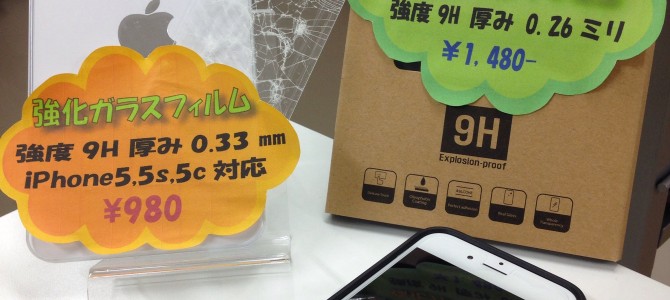 強化ガラスフィルム
強度 9H 厚み 0.33 mm
iPhone5,5s,5c 対応
¥980
強度 9H 厚み 0.26 ミリ
¥1,480-
9H
Explosion-proof